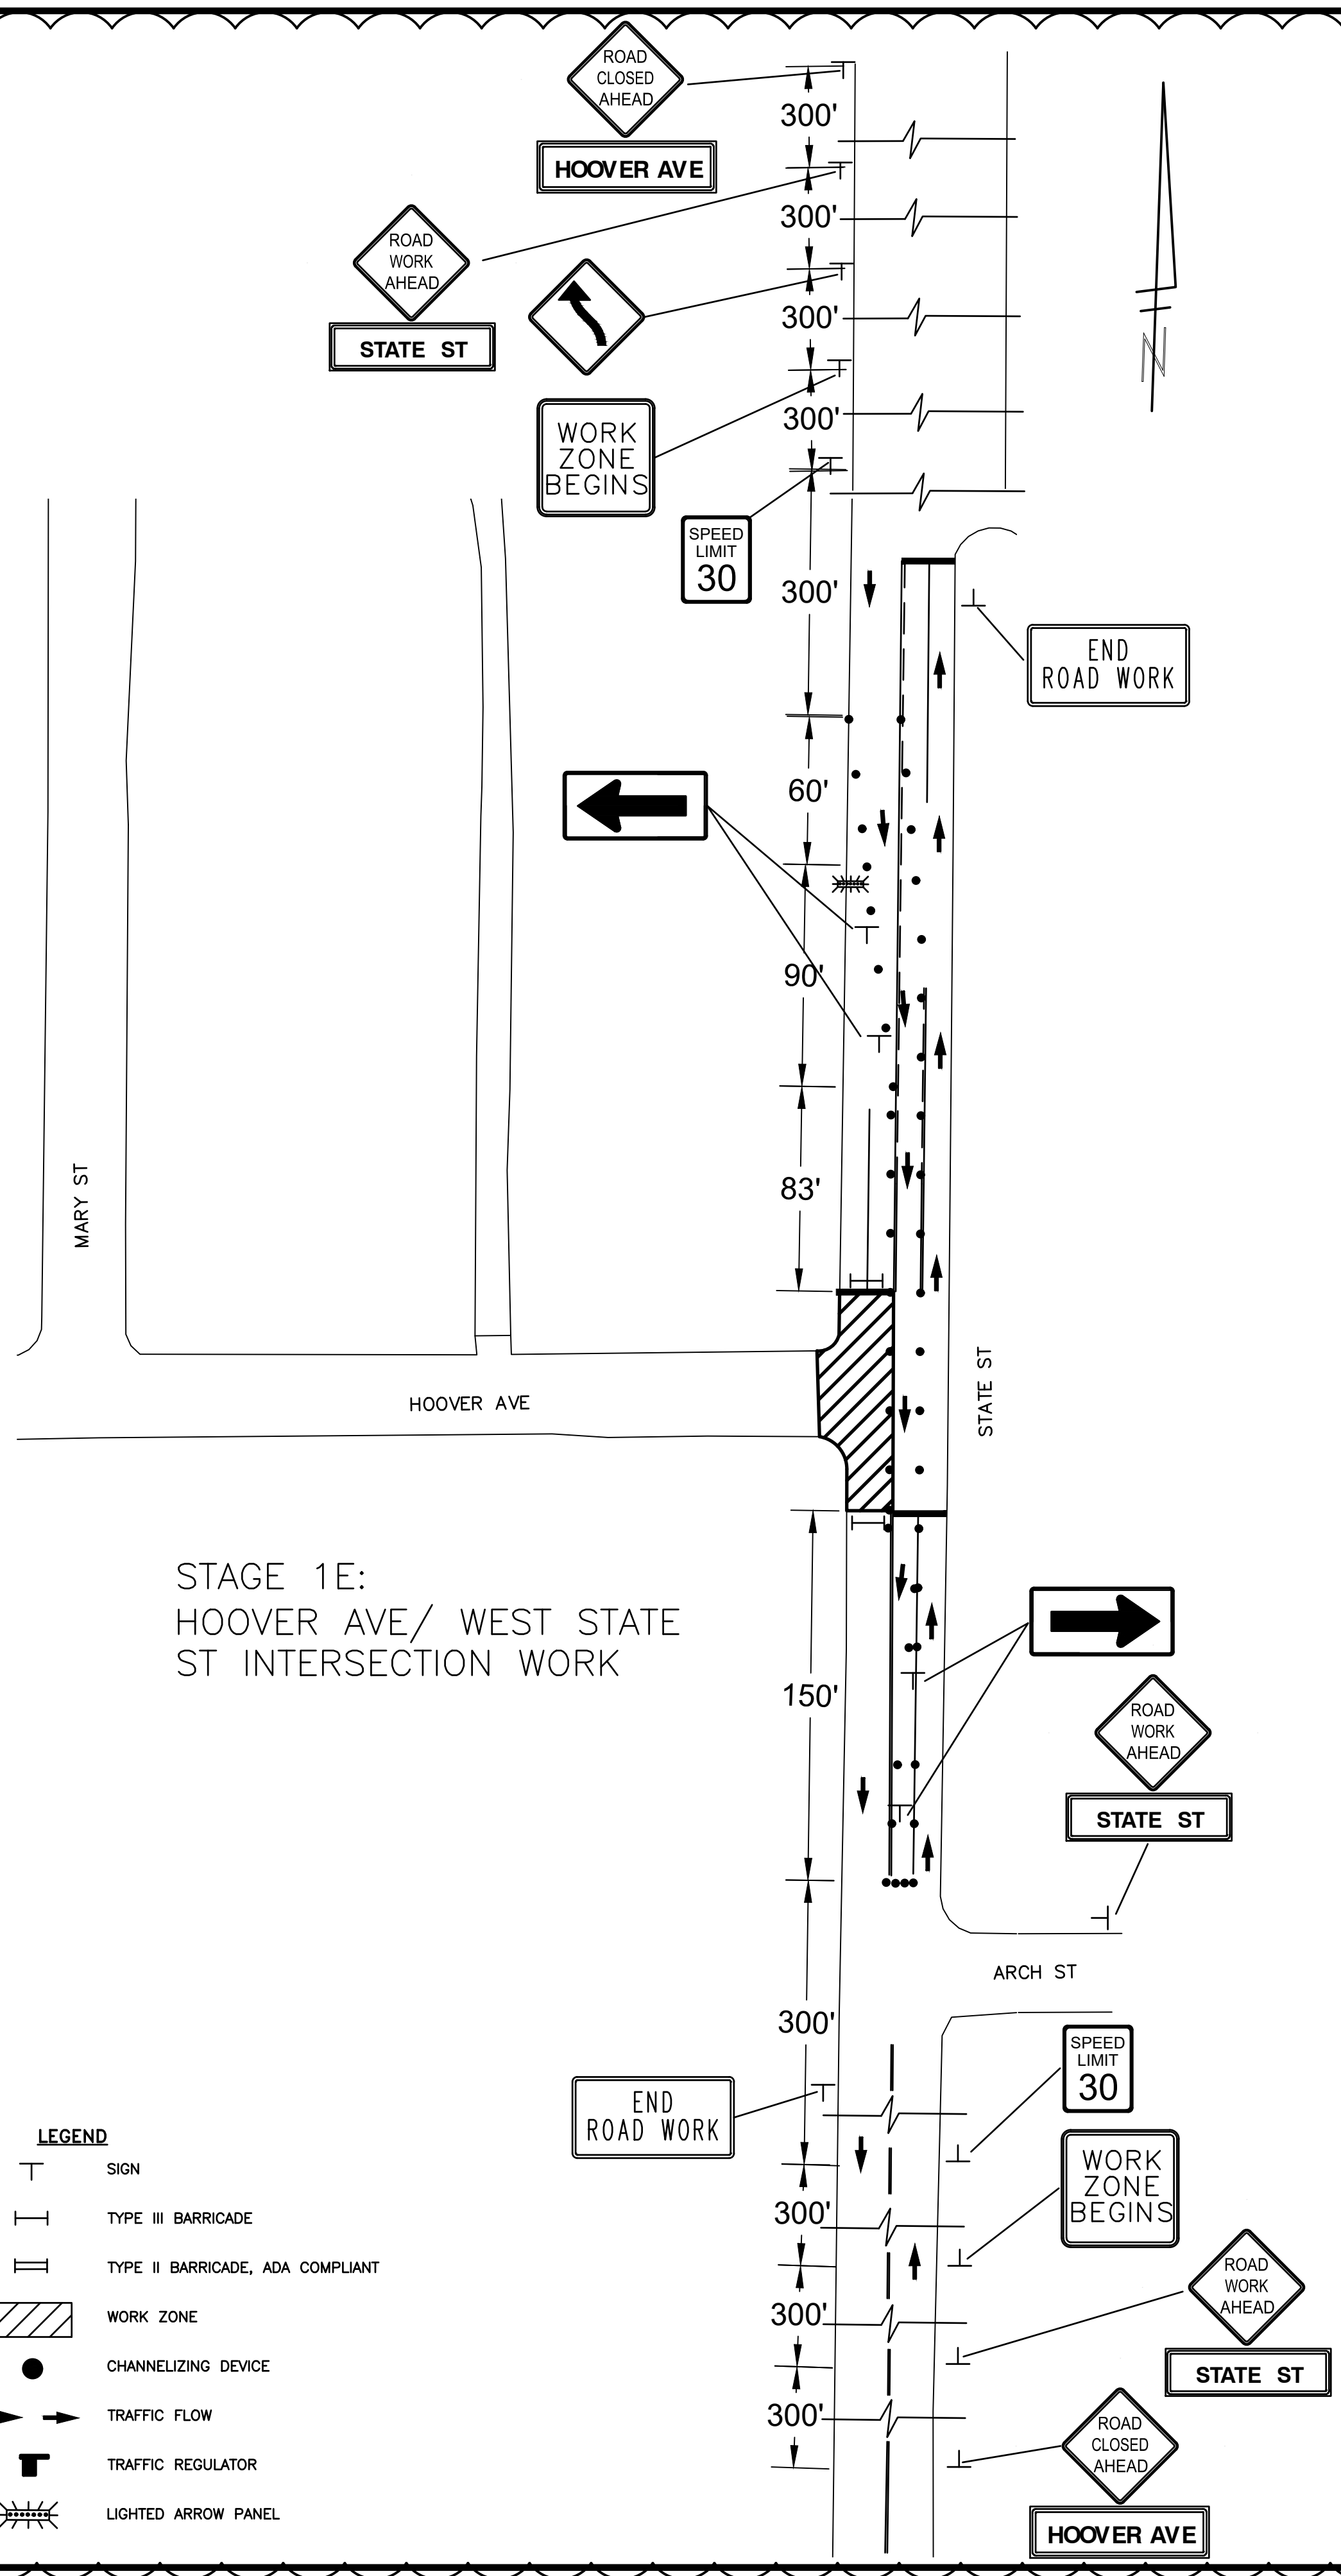 ROAD
CLOSED
AHEAD
HOOVER AVE
300'
300'
ROAD
WORK
AHEAD
STATE ST
300'
N
WORK
ZONE
BEGINS
300'
SPEED
LIMIT
30
300'
END
ROAD WORK
60'
90'
83'
MARY ST
HOOVER AVE
STATE ST
STAGE 1E:
HOOVER AVE/ WEST STATE
ST INTERSECTION WORK
150'
ROAD
WORK
AHEAD
STATE ST
ARCH ST
300'
SPEED
LIMIT
30
END
ROAD WORK
WORK
ZONE
BEGINS
300'
ROAD
WORK
AHEAD
STATE ST
300'
300'
ROAD
CLOSED
AHEAD
HOOVER AVE
LEGEND
SIGN
TYPE III BARRICADE
TYPE II BARRICADE, ADA COMPLIANT
WORK ZONE
CHANNELIZING DEVICE
TRAFFIC FLOW
TRAFFIC REGULATOR
LIGHTED ARROW PANEL